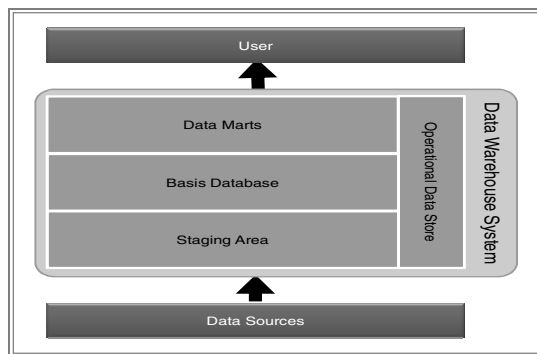 User
Data Marts
Basis Database
Staging Area
Operational Data Store
Data Warehouse System
Data Sources